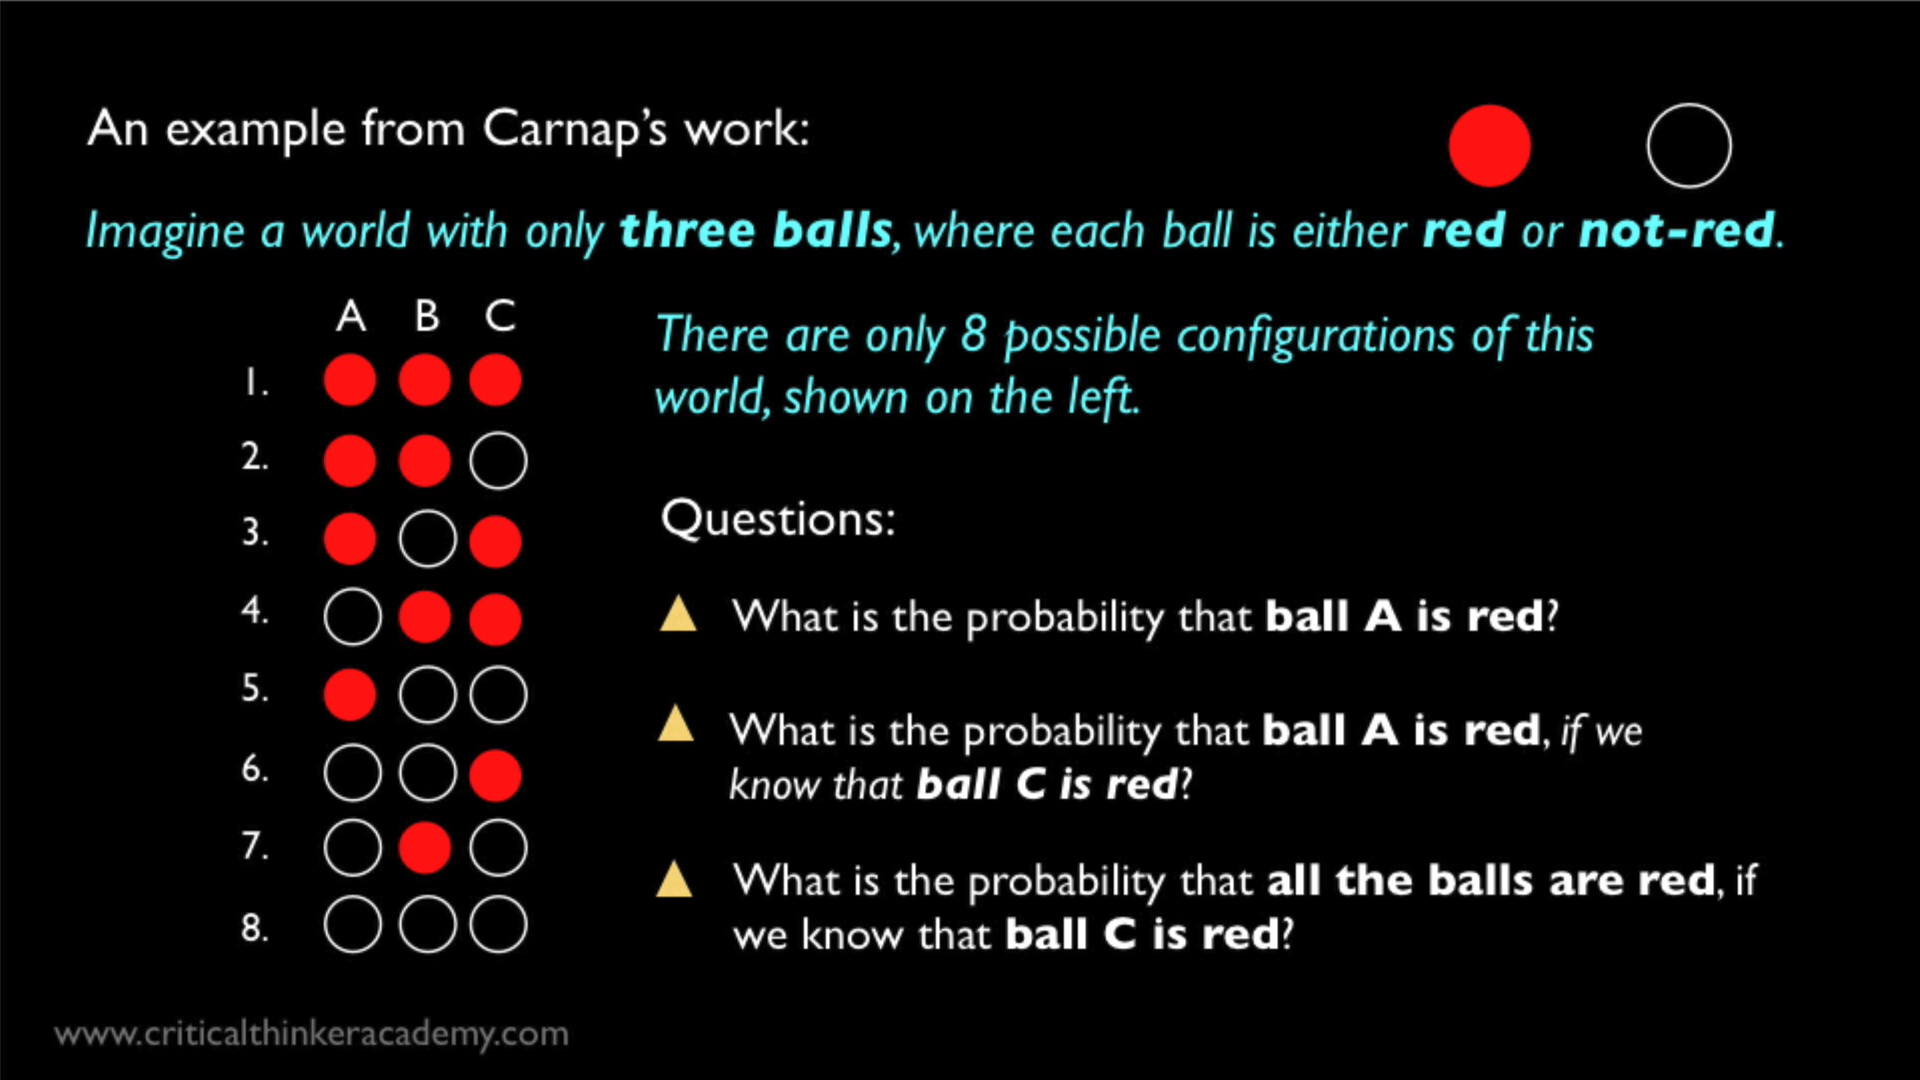 An example from Carnap's work:
Imagine a world with only three balls, where each ball is either red or not-red.
A B C
1.
2.
3.
4.
5.
6.
7.
8.
There are only 8 possible configurations of this
world, shown on the left.
Questions:
What is the probability that ball A is red?
What is the probability that ball A is red, if we
know that ball C is red?
What is the probability that all the balls are red, if
we know that ball C is red?
www.criticalthinkeracademy.com